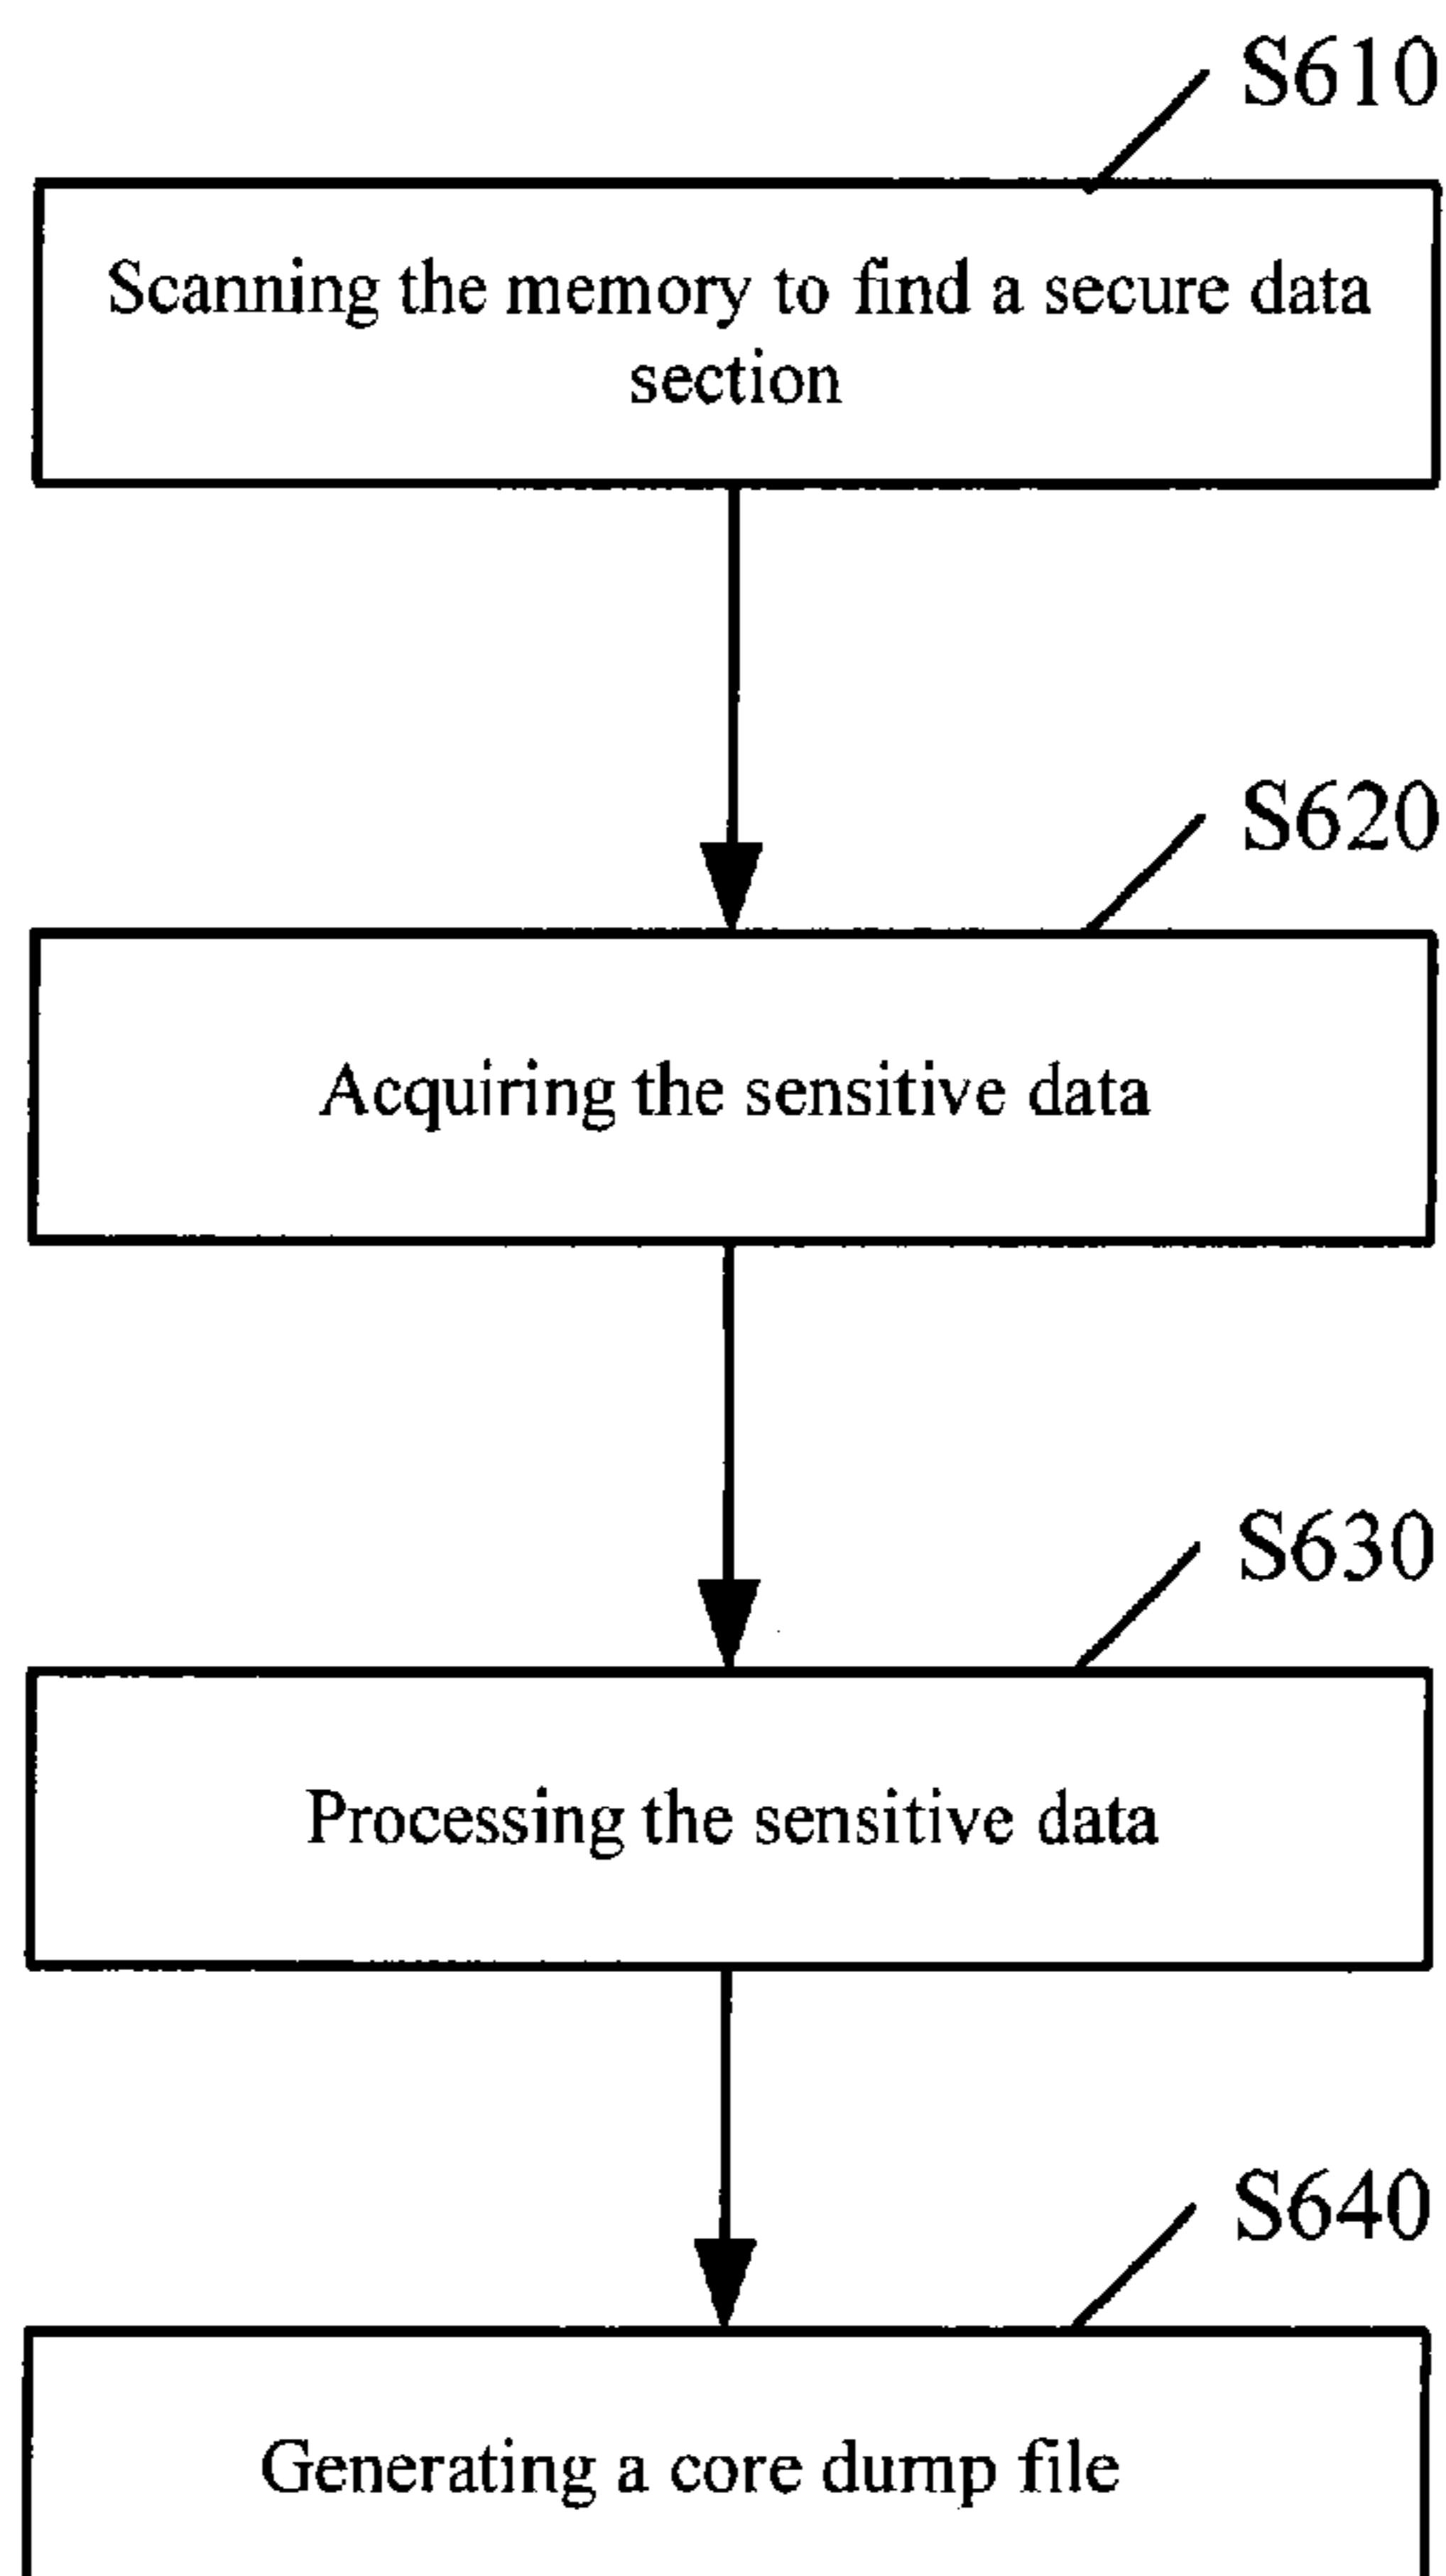 S610
Scanning the memory to find a secure data
section
S620
Acquiring the sensitive data
S630
Processing the sensitive data
S640
Generating a core dump file